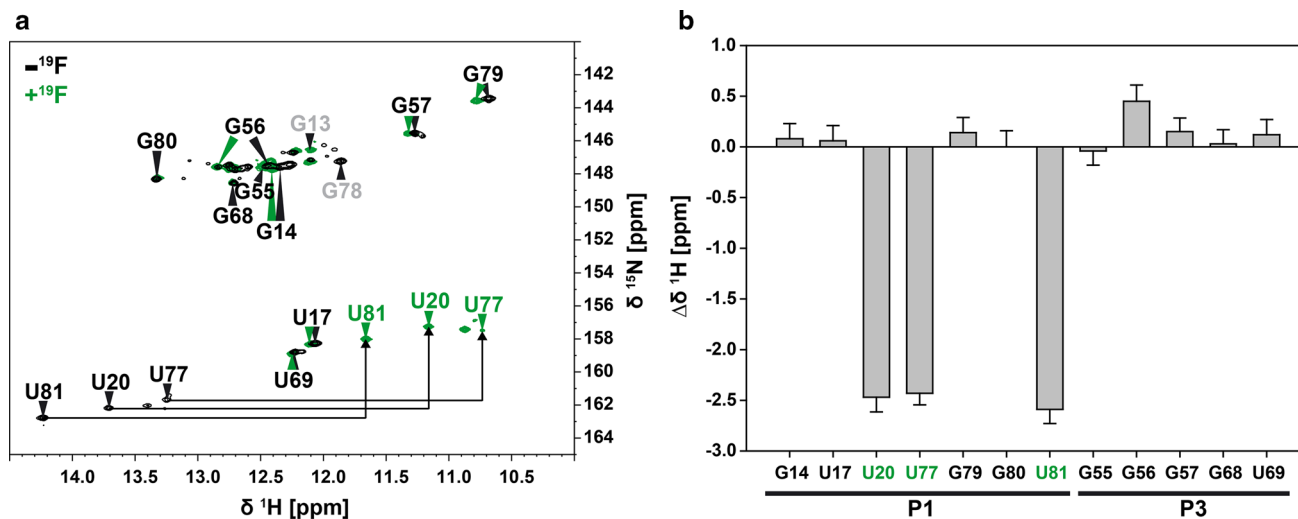 a
b
−¹⁹F
+¹⁹F
G79
G57
G13
G56
G80
G78
G55
G68
G14
U81
U20
U77
U17
U69
U77
U20
U81
142
144
146
148
150
152
154
156
158
160
162
164
δ ¹⁵N [ppm]
14.0 13.0 12.5 12.0 11.5 11.0 10.5
δ ¹H [ppm]
1.0
0.5
0.0
-0.5
-1.0
-1.5
-2.0
-2.5
-3.0
Δδ ¹H [ppm]
G14 U17 U20 U77 G79 G80 U81 G55 G56 G57 G68 U69
P1 P3